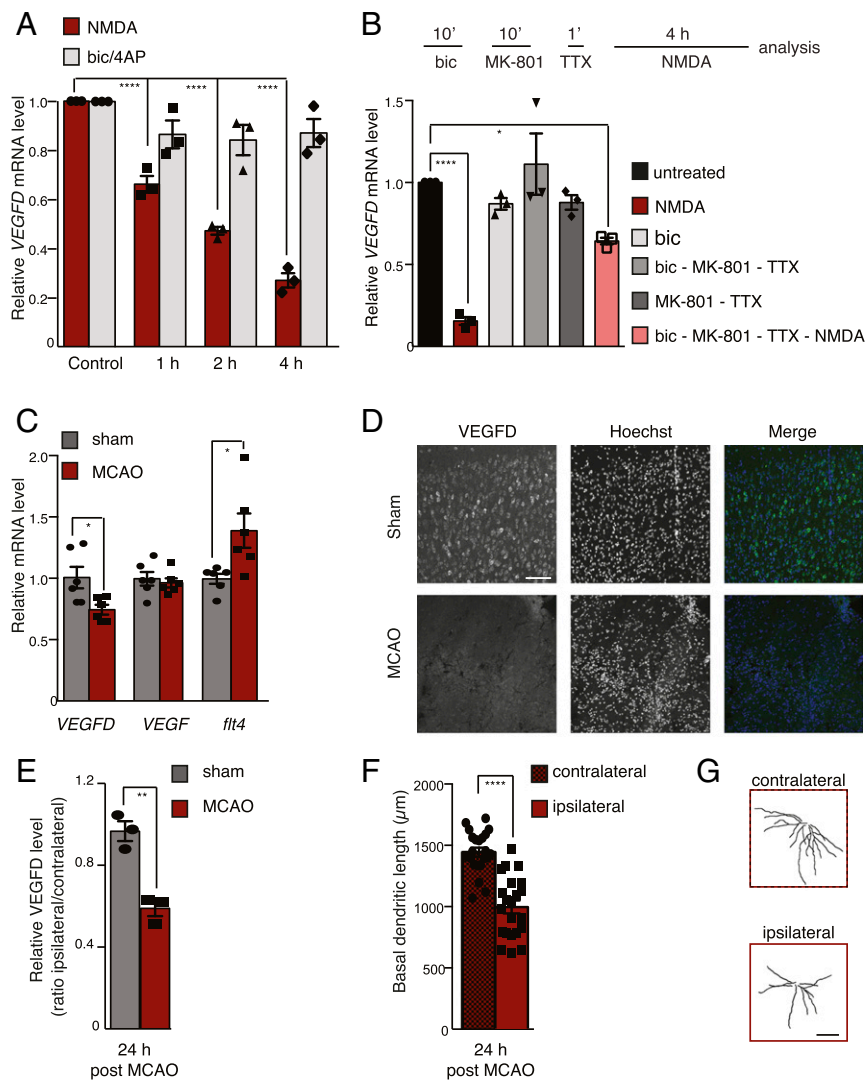 A
NMDA
bic/4AP
Relative VEGFD mRNA level
1.0
0.8
0.6
0.4
0.2
0
**** **** ****
Control 1 h 2 h 4 h
B
10' 10' 1' 4 h
bic MK-801 TTX NMDA analysis
Relative VEGFD mRNA level
1.5
1.0
0.5
0
**** *
untreated
NMDA
bic
bic - MK-801 - TTX
MK-801 - TTX
bic - MK-801 - TTX - NMDA
C
sham
MCAO
Relative mRNA level
2.0
1.5
1.0
0.5
0
* *
VEGFD VEGF flt4
D
VEGFD Hoechst Merge
Sham
MCAO
E
sham
MCAO
Relative VEGFD level
(ratio ipsilateral/contralateral)
1.2
0.8
0.4
0
**
24 h
post MCAO
F
contralateral
ipsilateral
Basal dendritic length (µm)
2000
1500
1000
500
0
****
24 h
post MCAO
G
contralateral
ipsilateral